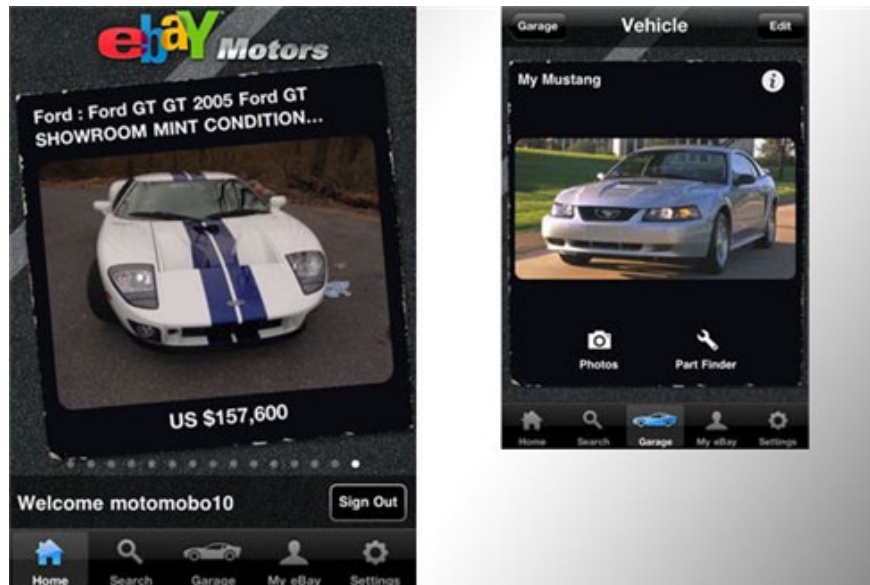 ebaY Motors
Ford : Ford GT GT 2005 Ford GT
SHOWROOM MINT CONDITION...
US $157,600
Welcome motomobo10
Sign Out
Home
Search
Garage
My eBay
Settings
Garage
Vehicle
Edit
My Mustang
i
Photos
Part Finder
Home
Search
Garage
My eBay
Settings